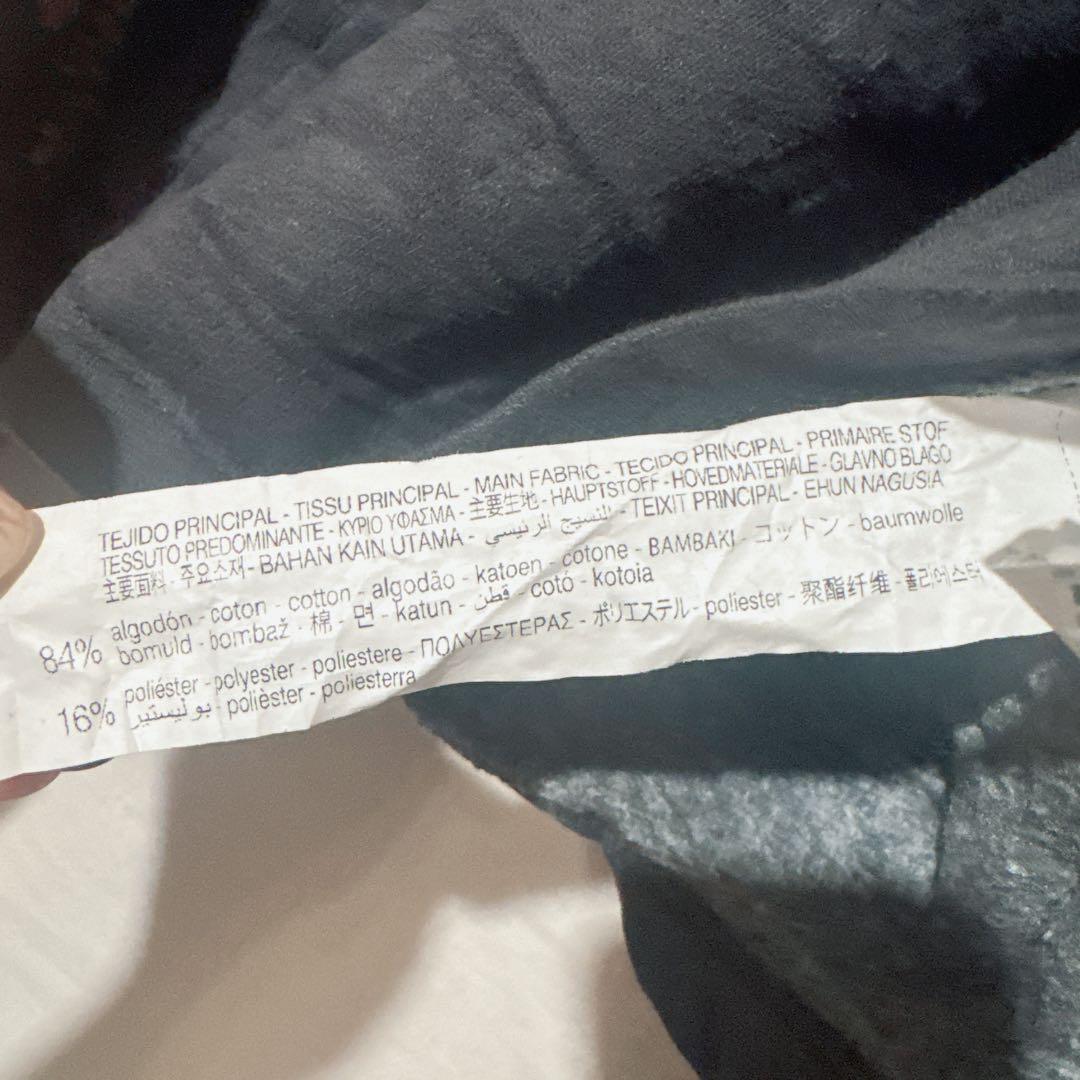 TEJIDO PRINCIPAL - TISSU PRINCIPAL - MAIN FABRIC - TECIDO PRINCIPAL - PRIMAIRE STOF
TESSUTO PREDOMINANTE - ΚΥΡΙΟ ΥΦΑΣΜΑ - 主要生地 - HAUPTSTOFF - HOVEDMATERIALE - GLAVNO BLAGO
主要面料 - 주요소재 - BAHAN KAIN UTAMA - النسيج الرئيسي - TEIXIT PRINCIPAL - EHUN NAGUSIA
84% algodón - coton - cotton - algodão - katoen - cotone - BAMBAKI - コットン - baumwolle
bomuld - bombaž - 棉 - 면 - katun - قطن - cotó - kotoia
16% poliéster - polyester - poliestere - ΠΟΛΥΕΣΤΕΡΑΣ - ポリエステル - poliester - 聚酯纤维 - 폴리에스터
بوليستير - polièster - poliesterra